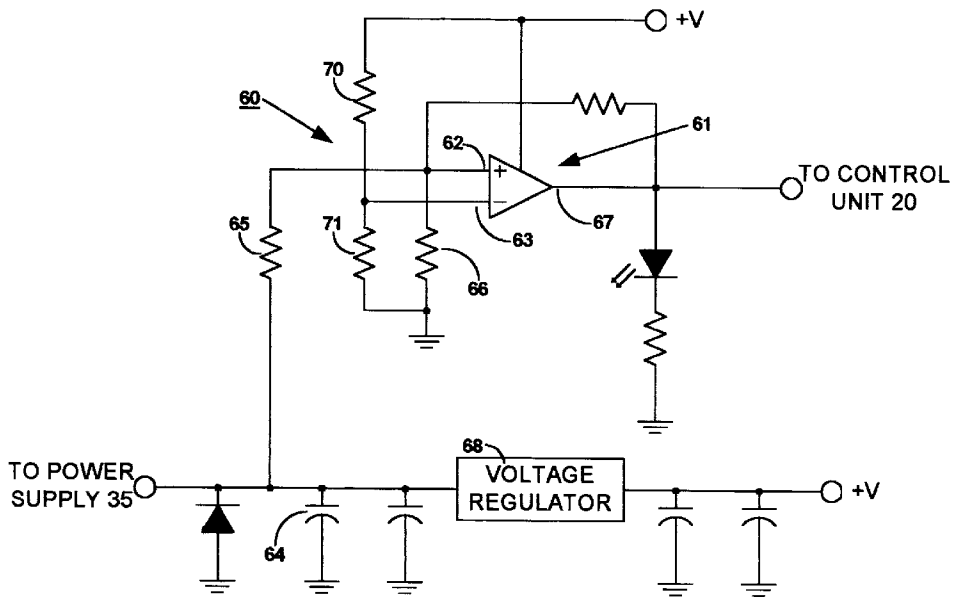 +V
70
60
61
62
+
TO CONTROL
UNIT 20
−
65
71
63
67
66
68
TO POWER
SUPPLY 35
VOLTAGE
REGULATOR
+V
64